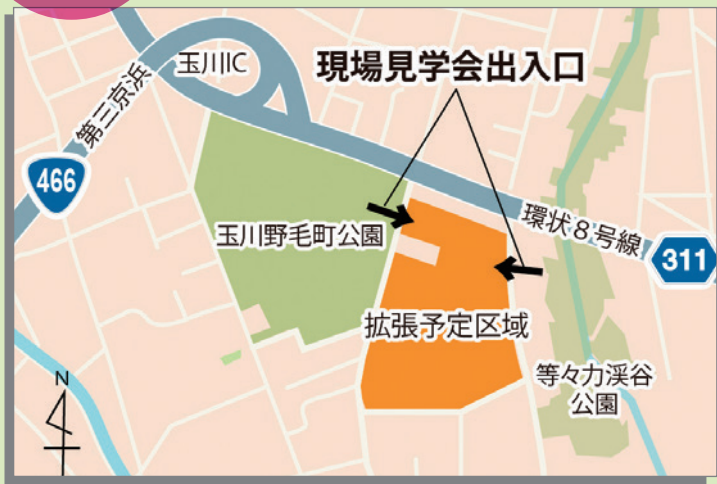 玉川IC
現場見学会出入口
第三京浜
466
玉川野毛町公園
環状8号線
311
拡張予定区域
等々力渓谷
公園
N